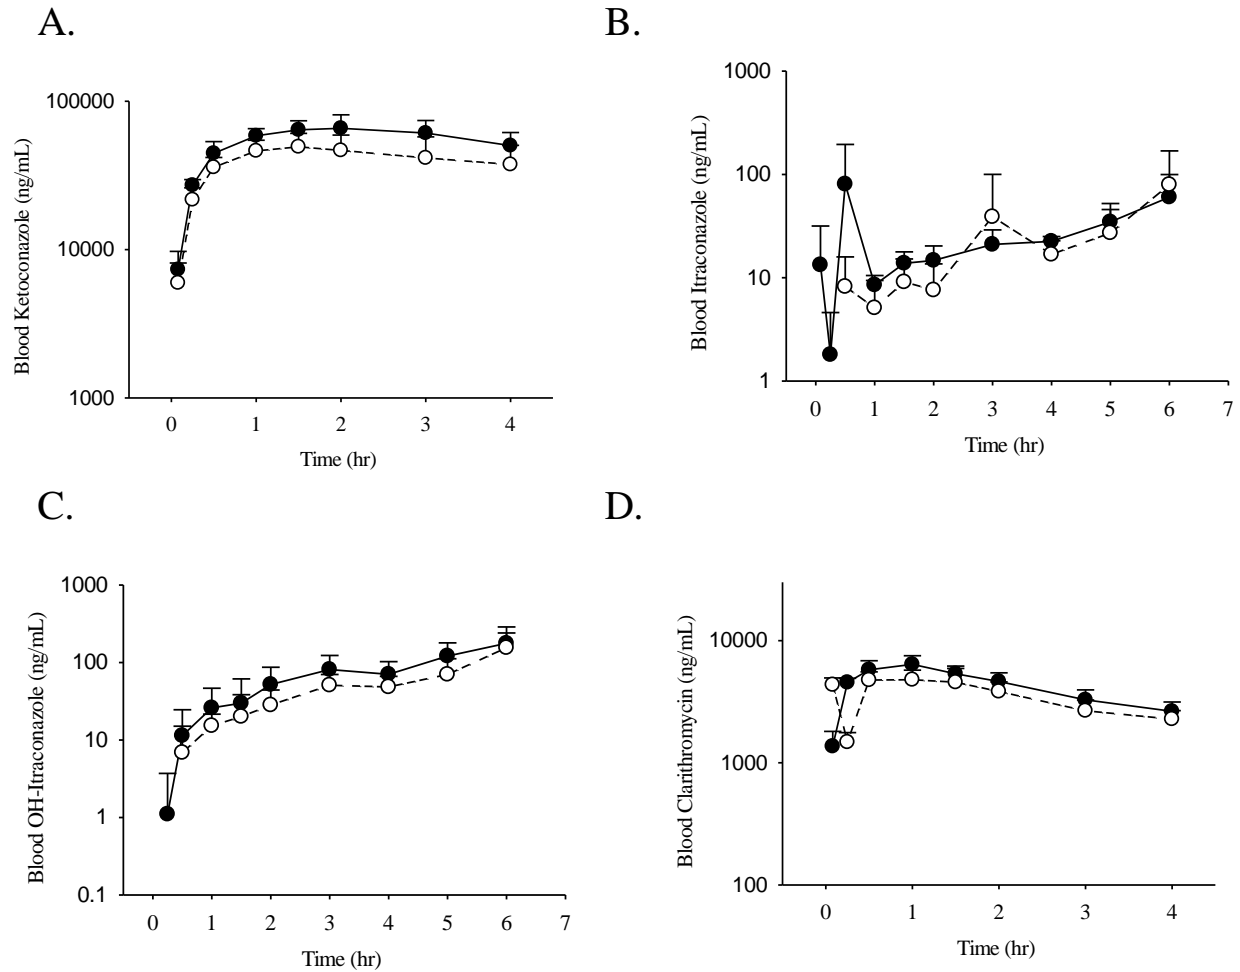 A.
100000
10000
1000
Blood Ketoconazole (ng/mL)
0 1 2 3 4
Time (hr)
B.
1000
100
10
1
Blood Itraconazole (ng/mL)
0 1 2 3 4 5 6 7
Time (hr)
C.
1000
100
10
1
0.1
Blood OH-Itraconazole (ng/mL)
0 1 2 3 4 5 6 7
Time (hr)
D.
10000
1000
100
Blood Clarithromycin (ng/mL)
0 1 2 3 4
Time (hr)